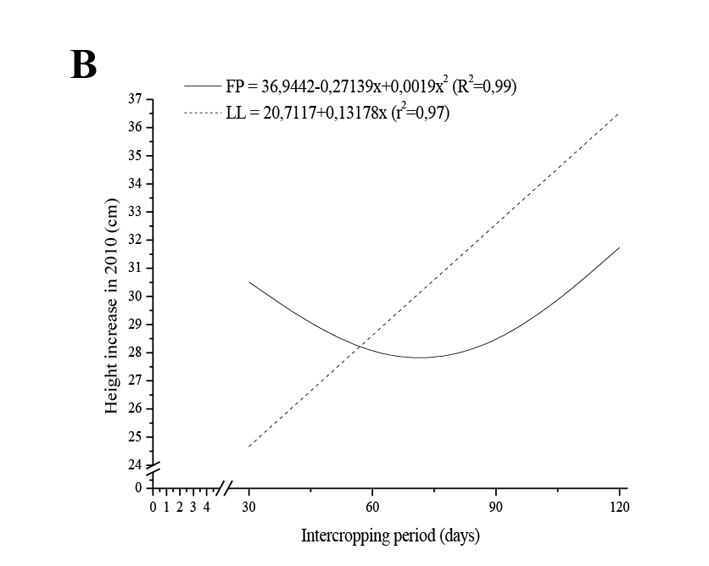 B
FP = 36,9442-0,27139x+0,0019x² (R²=0,99)
LL = 20,7117+0,13178x (r²=0,97)
37
36
35
34
33
32
31
30
29
28
27
26
25
24
0
Height increase in 2010 (cm)
0 1 2 3 4 30 60 90 120
Intercropping period (days)